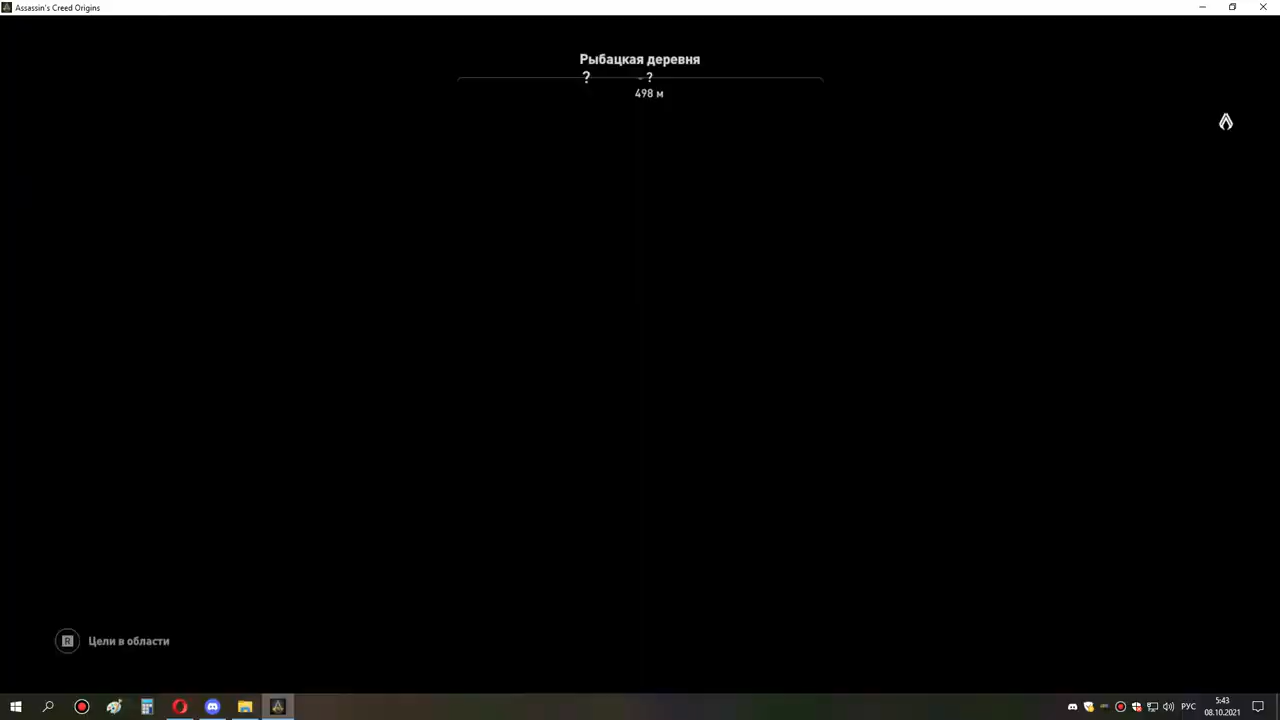 Assassin's Creed Origins
Рыбацкая деревня
? ?
498 м
R Цели в области
РУС
5:43
08.10.2021